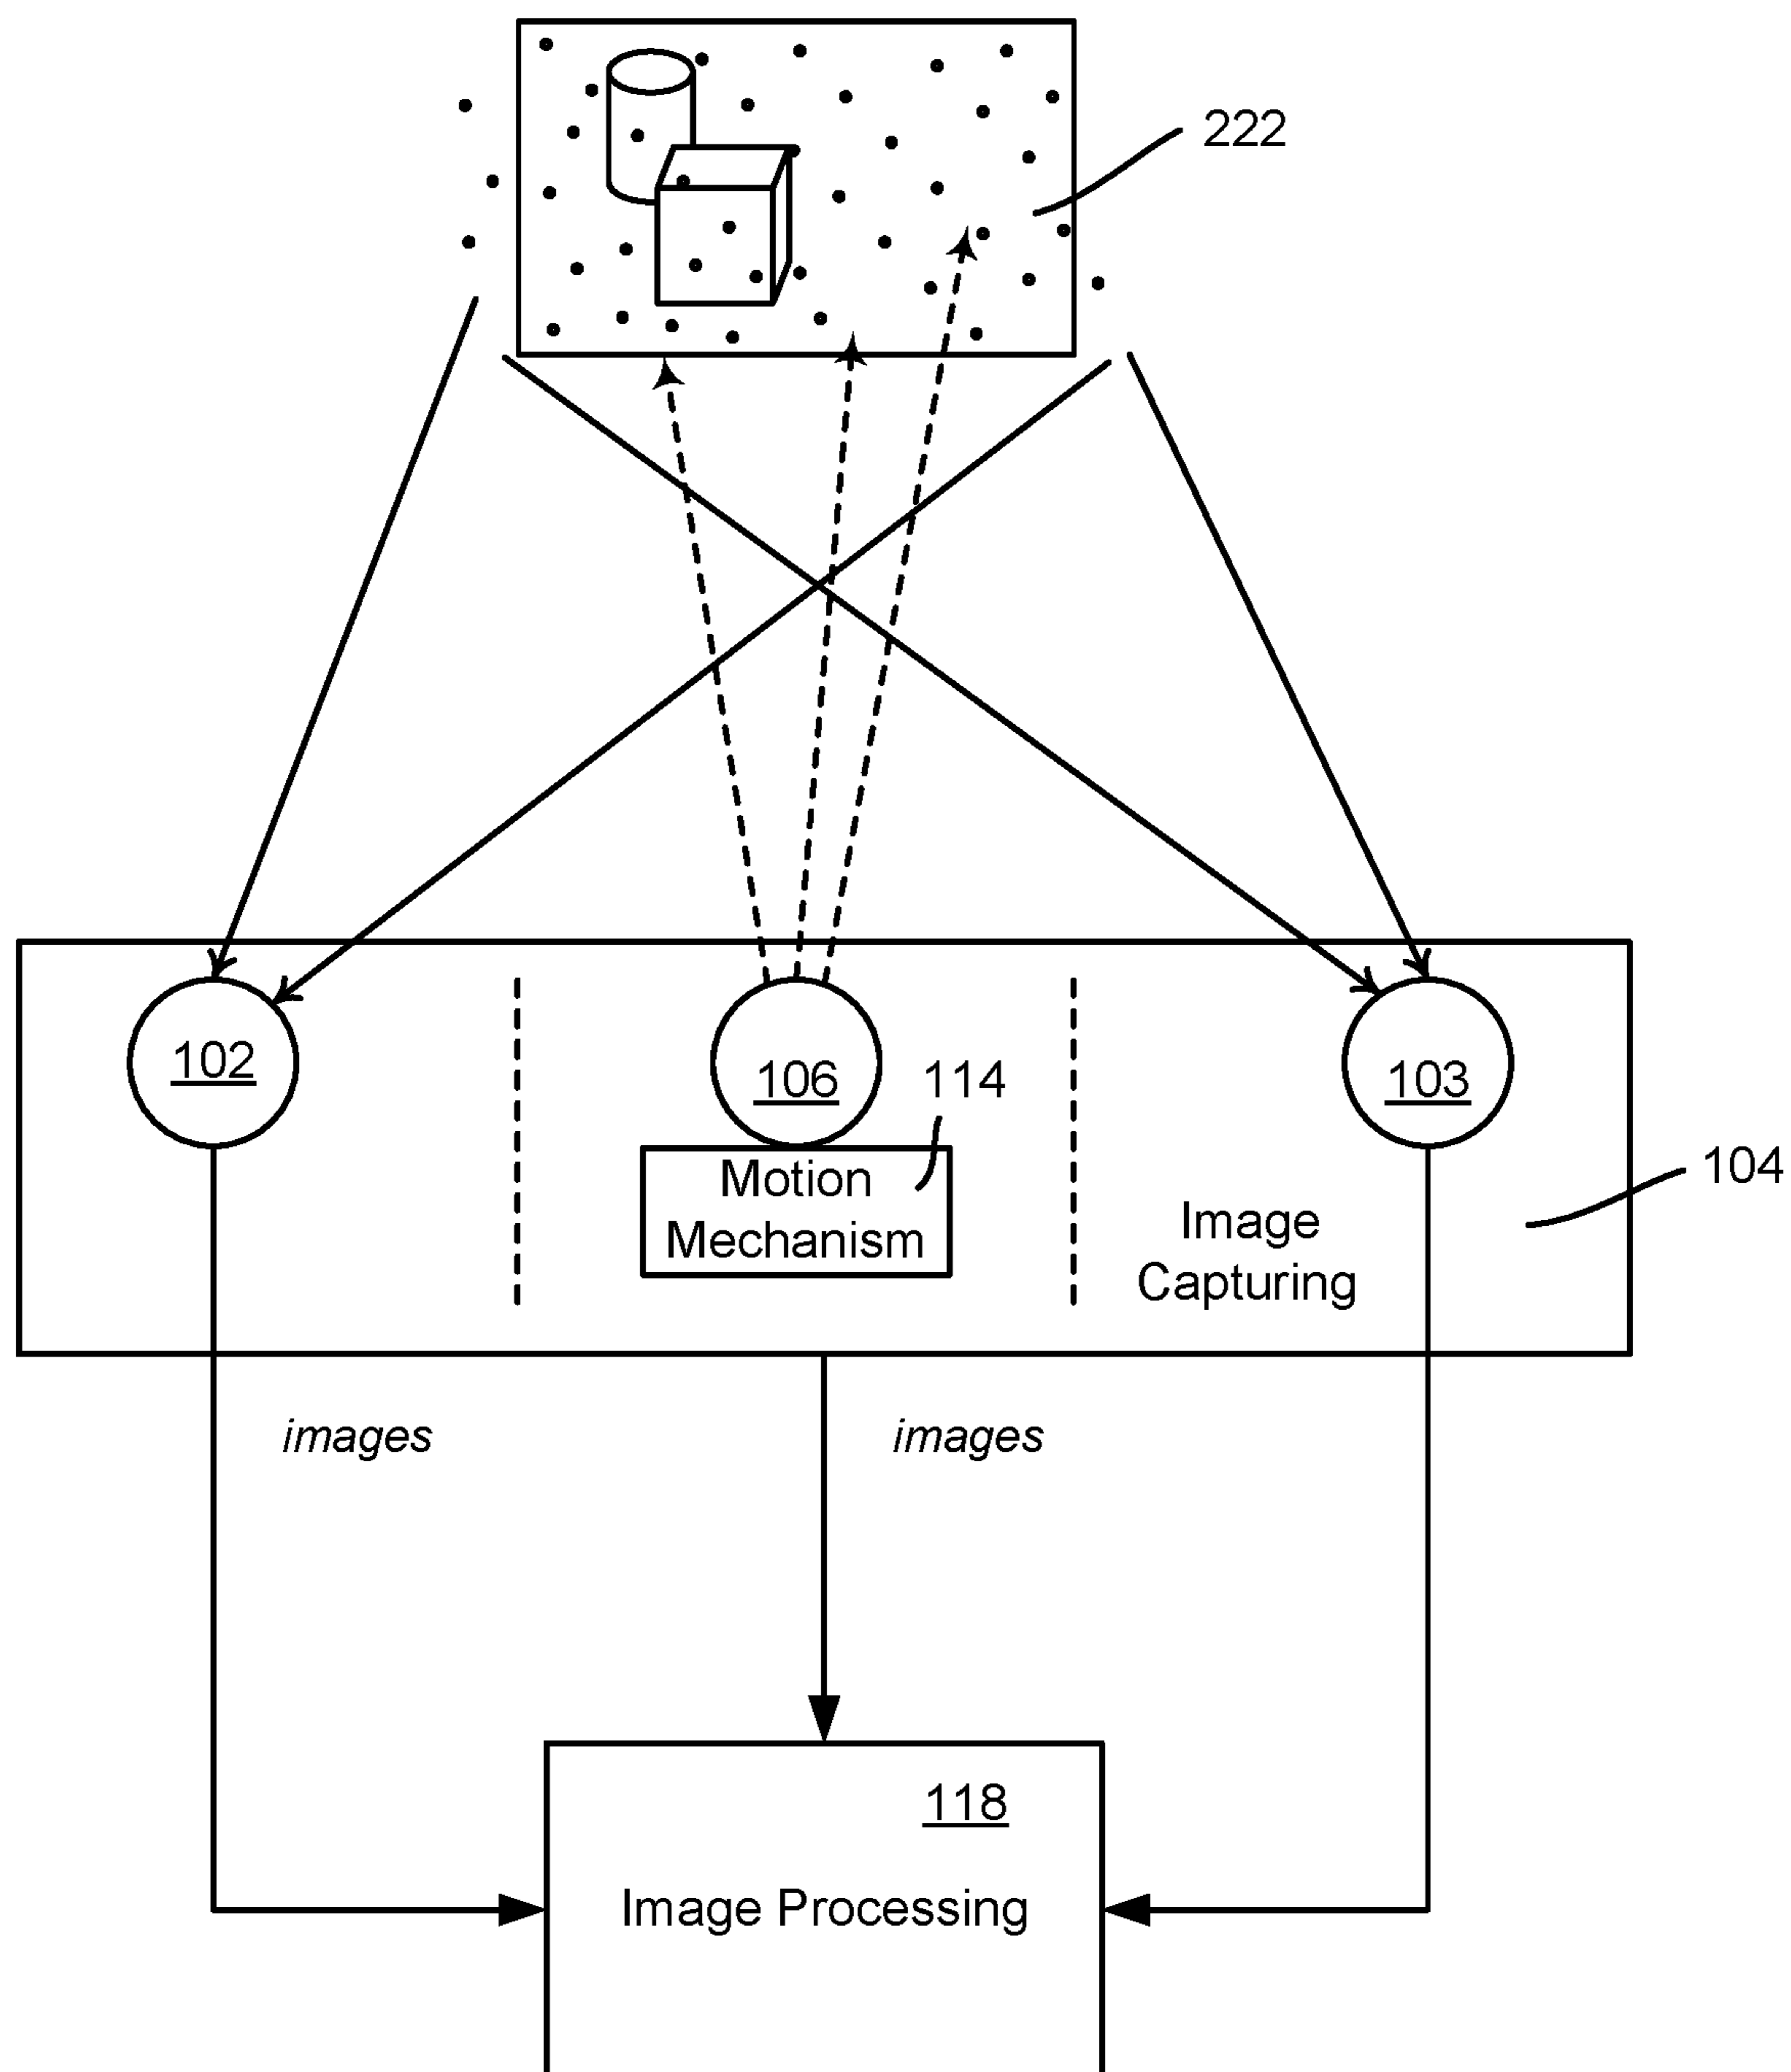 222
102
106
114
103
Motion
Mechanism
104
Image
Capturing
images
images
118
Image Processing